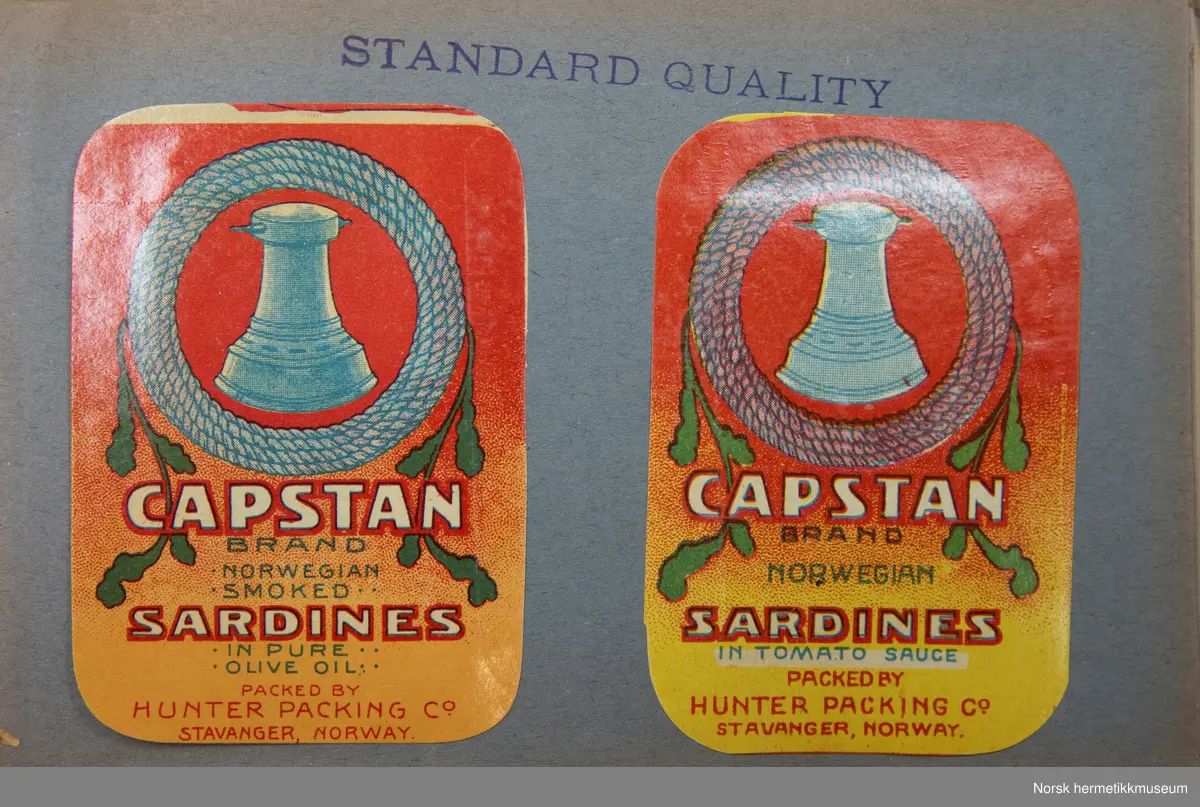 STANDARD QUALITY
CAPSTAN
BRAND
·NORWEGIAN
·SMOKED··
SARDINES
·IN PURE··
·OLIVE OIL··
PACKED BY
HUNTER PACKING Cº
STAVANGER, NORWAY.
CAPSTAN
BRAND
NORWEGIAN
SARDINES
IN TOMATO SAUCE
PACKED BY
HUNTER PACKING Cº
STAVANGER, NORWAY.
Norsk hermetikkmuseum